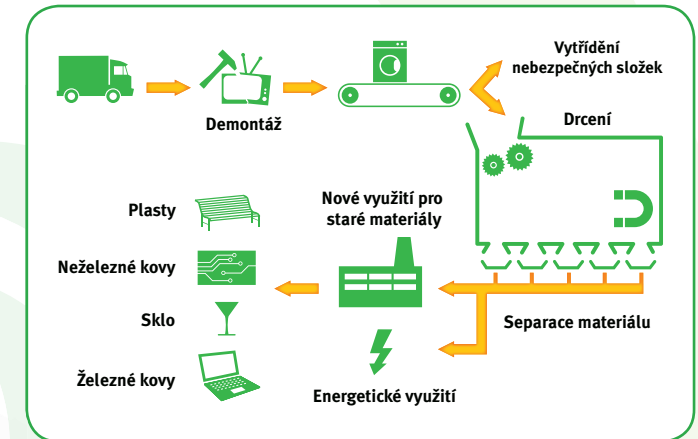 Vytřídění
nebezpečných složek
Demontáž
Drcení
Plasty
Nové využití pro
staré materiály
Neželezné kovy
Sklo
Separace materiálu
Železné kovy
Energetické využití